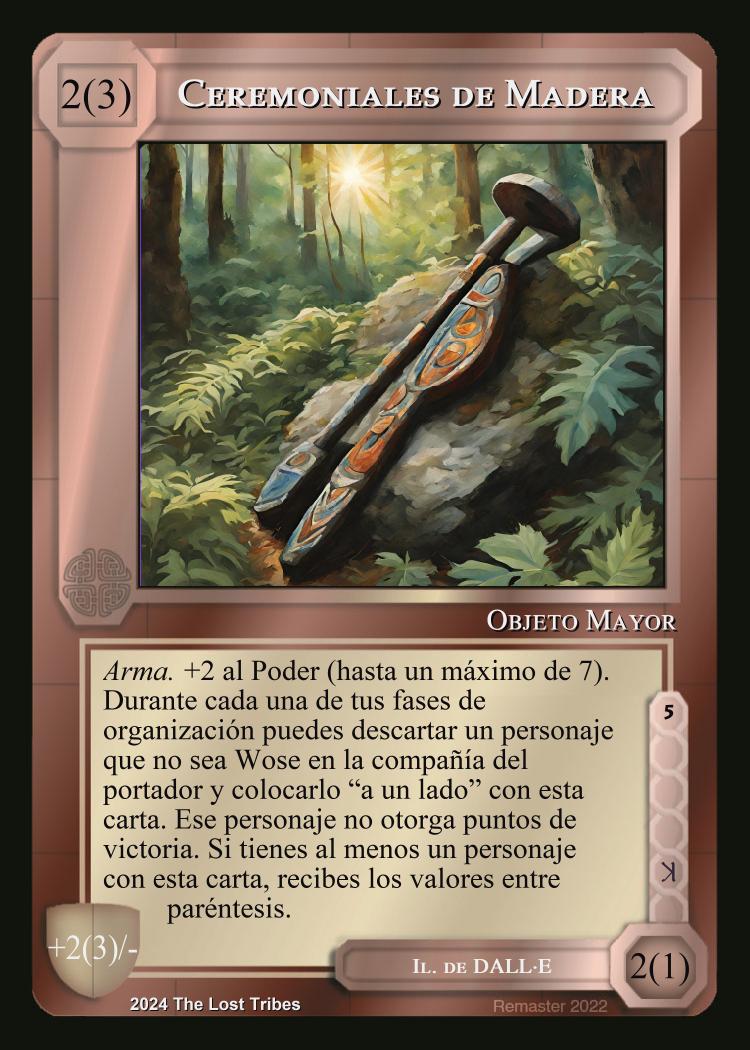 2(3)
Ceremoniales de Madera
Objeto Mayor
Arma. +2 al Poder (hasta un máximo de 7).
Durante cada una de tus fases de
organización puedes descartar un personaje
que no sea Wose en la compañía del
portador y colocarlo “a un lado” con esta
carta. Ese personaje no otorga puntos de
victoria. Si tienes al menos un personaje
con esta carta, recibes los valores entre
paréntesis.
5
+2(3)/-
Il. de DALL·E
2(1)
2024 The Lost Tribes
Remaster 2022